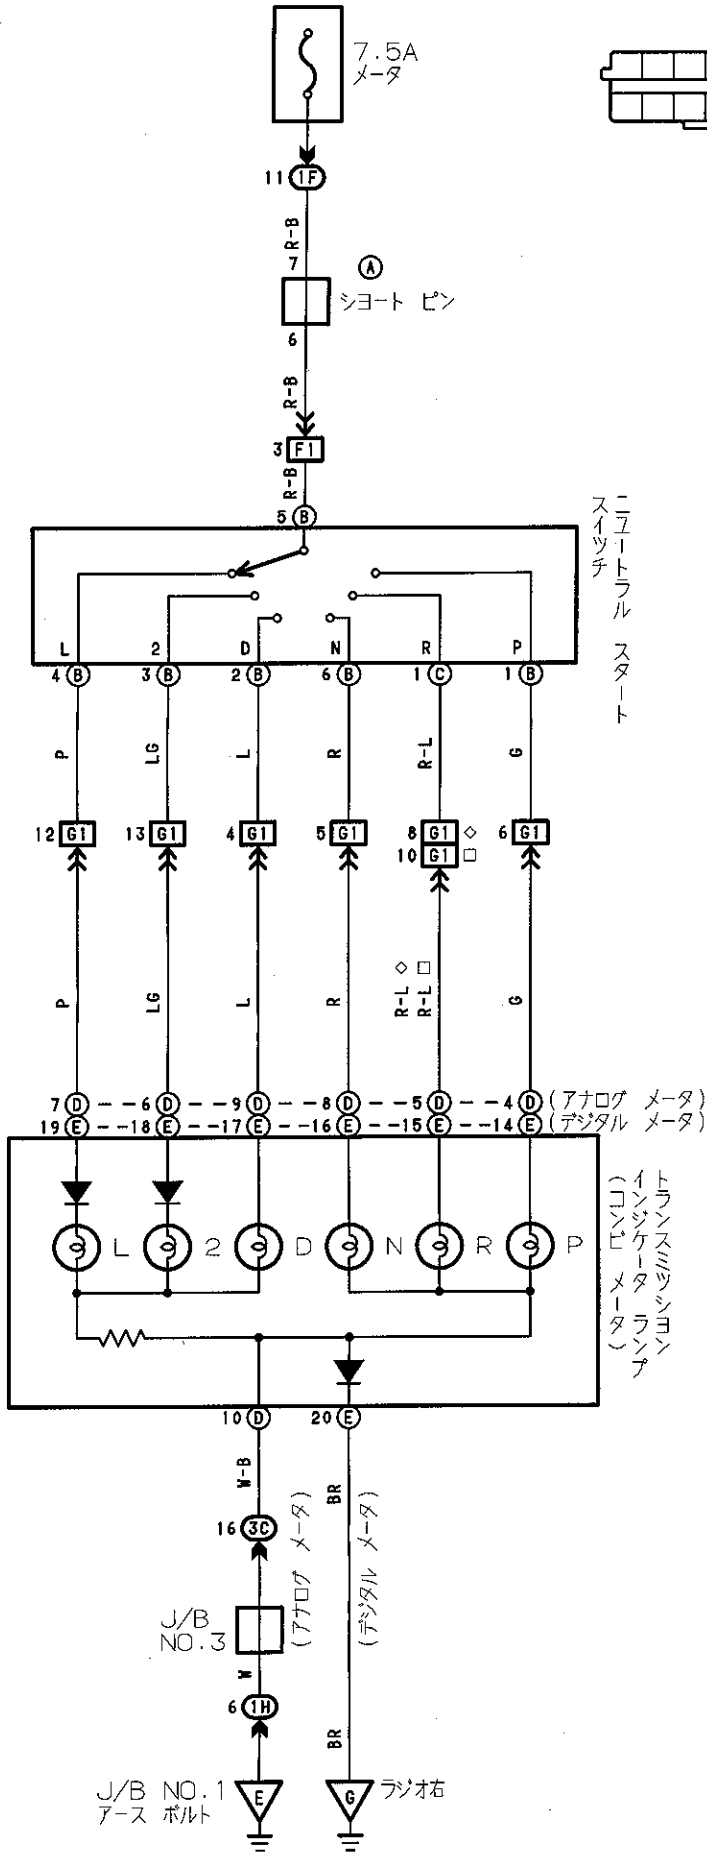 7.5A
メータ
11 1F
R-B
7
A
ショート ピン
6
R-B
3 F1
R-B
5 B
ニュートラル スタート
スイッチ
L 2 D N R P
4 B 3 B 2 B 6 B 1 C 1 B
P LG L R R-L G
12 G1 13 G1 4 G1 5 G1 8 G1 ◇ 6 G1
10 G1 □
◇ □
P LG L R R-L R-L G
7 D 6 D 9 D 8 D 5 D 4 D (アナログ メータ)
19 E 18 E 17 E 16 E 15 E 14 E (デジタル メータ)
トランスミッション
インジケータ ランプ
(コンビ メータ)
L 2 D N R P
10 D 20 E
W-B BR
16 3C
(アナログ メータ)
(デジタル メータ)
J/B
NO.3
W
6 1H
BR
J/B NO.1
アース ボルト
E
G
ラジオ右